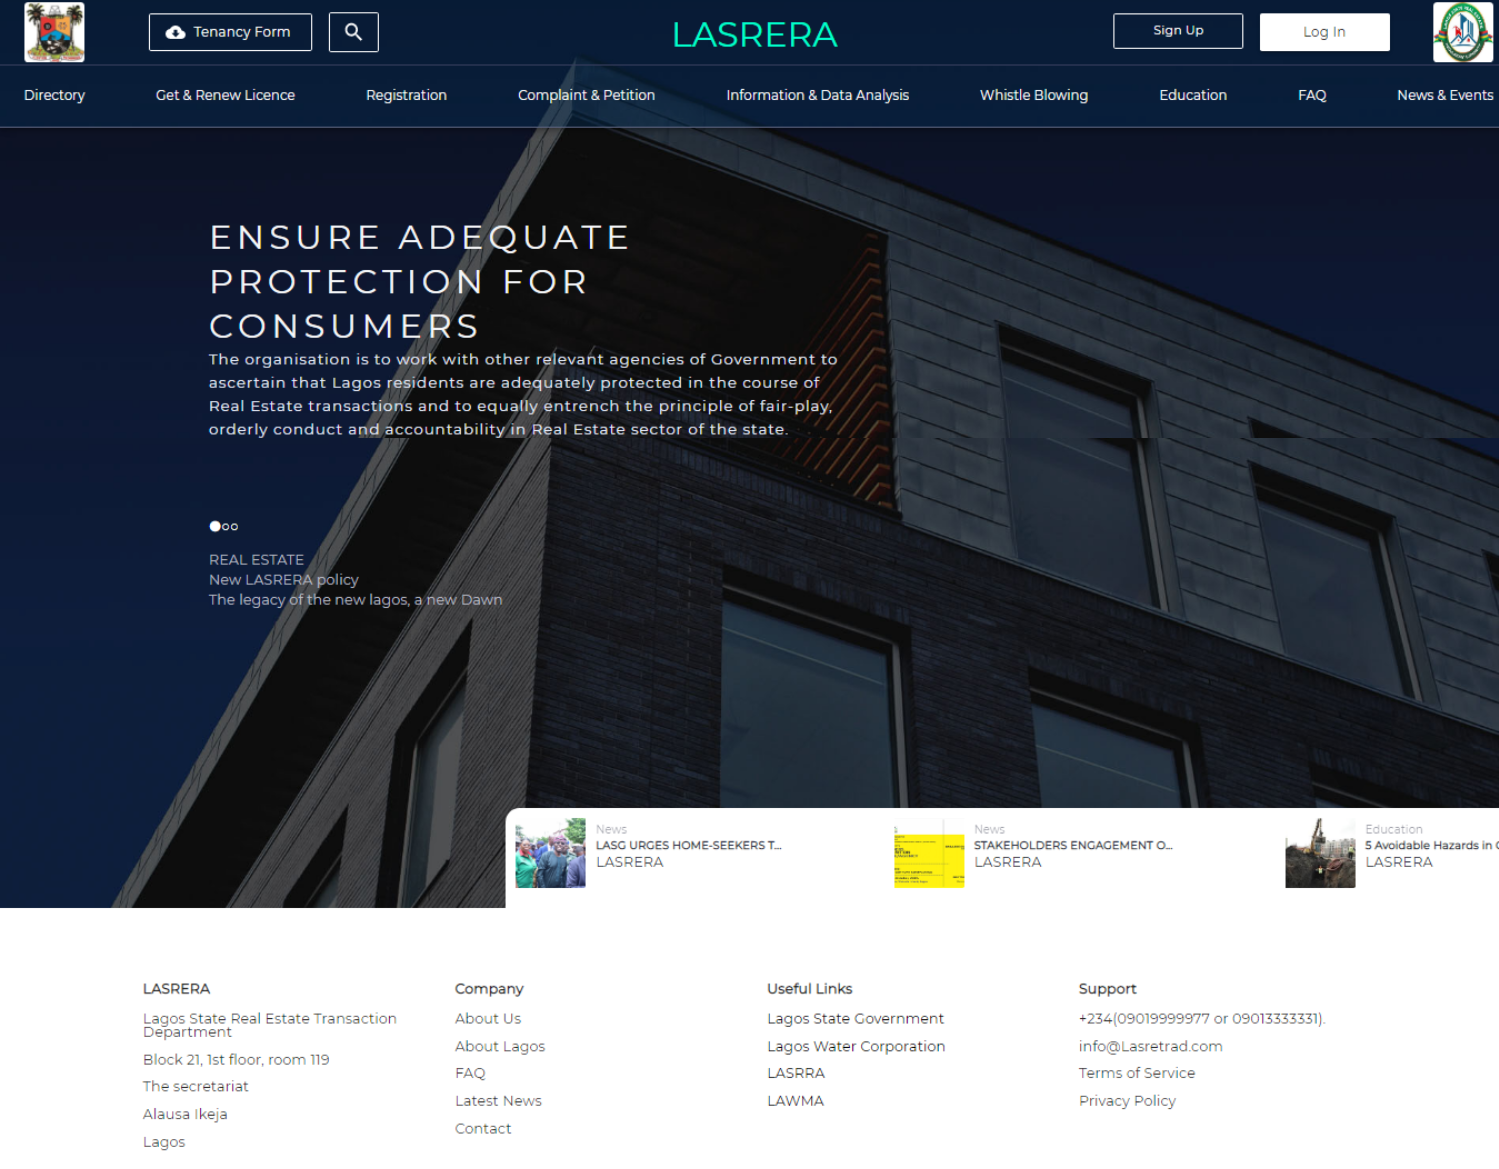 Tenancy Form
LASRERA
Sign Up
Log In
Directory
Get & Renew Licence
Registration
Complaint & Petition
Information & Data Analysis
Whistle Blowing
Education
FAQ
News & Events
ENSURE ADEQUATE
PROTECTION FOR
CONSUMERS
The organisation is to work with other relevant agencies of Government to
ascertain that Lagos residents are adequately protected in the course of
Real Estate transactions and to equally entrench the principle of fair-play,
orderly conduct and accountability in Real Estate sector of the state.
REAL ESTATE
New LASRERA policy
The legacy of the new lagos, a new Dawn
News
LASG URGES HOME-SEEKERS T...
LASRERA
News
STAKEHOLDERS ENGAGEMENT O...
LASRERA
Education
5 Avoidable Hazards in
LASRERA
LASRERA
Lagos State Real Estate Transaction
Department
Block 21, 1st floor, room 119
The secretariat
Alausa Ikeja
Lagos
Company
About Us
About Lagos
FAQ
Latest News
Contact
Useful Links
Lagos State Government
Lagos Water Corporation
LASRRA
LAWMA
Support
+234(09019999977 or 09013333331).
info@Lasretrad.com
Terms of Service
Privacy Policy